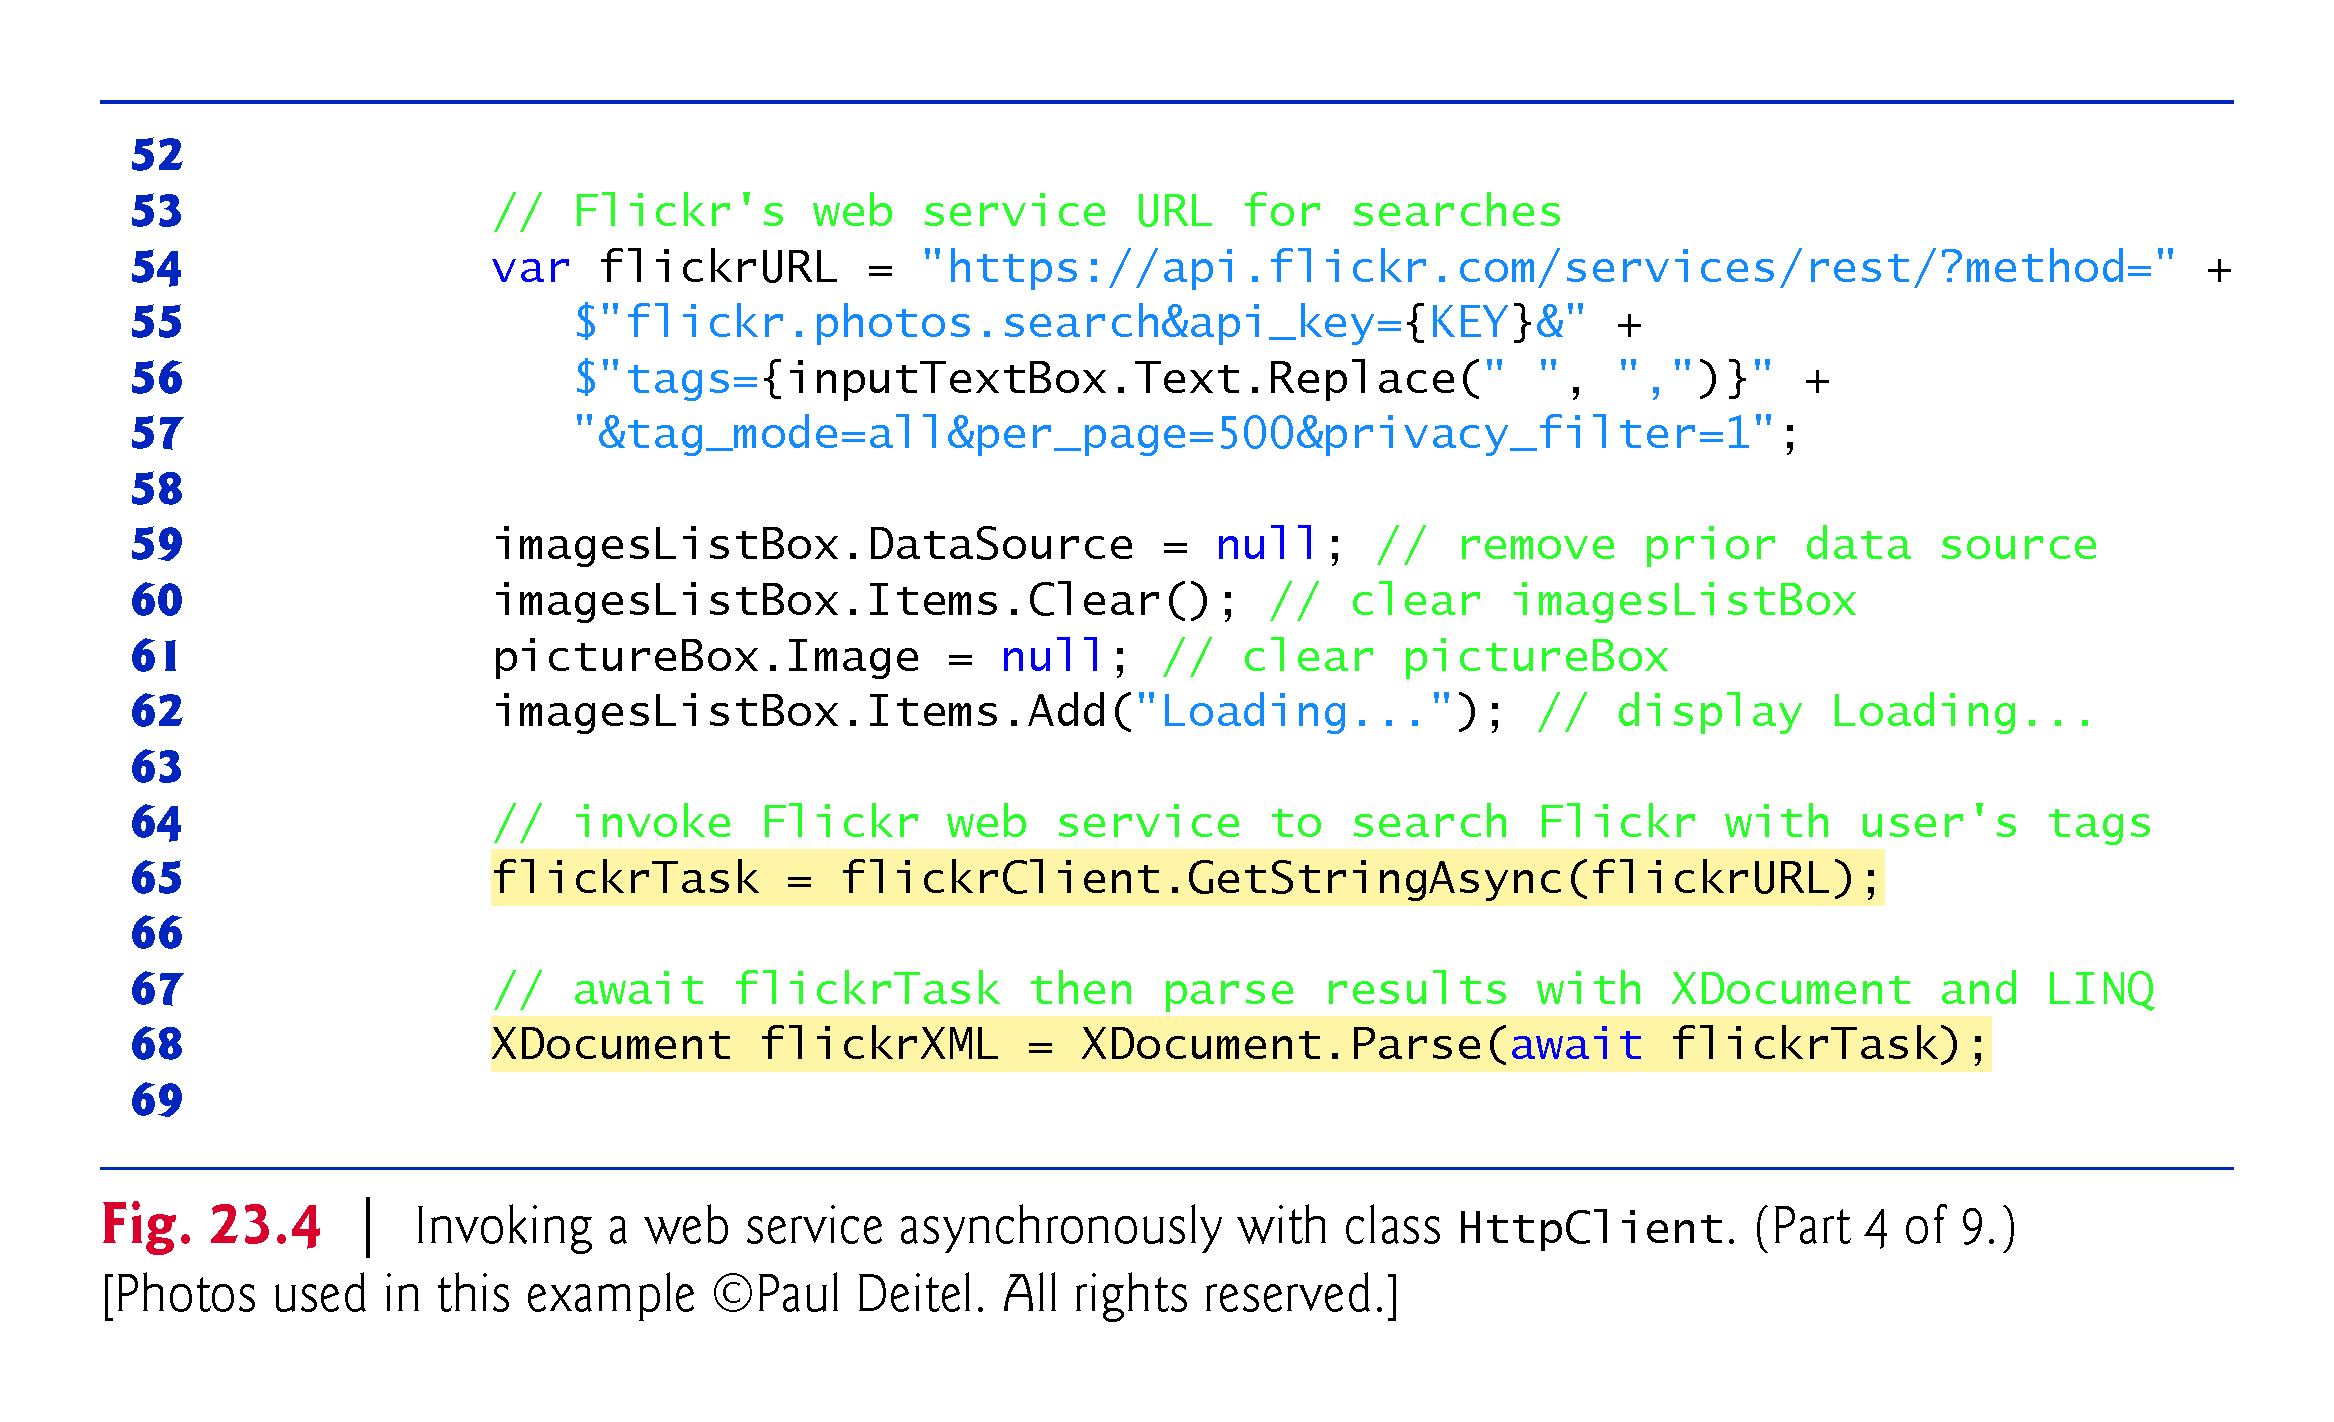 52
53 // Flickr's web service URL for searches
54 var flickrURL = "https://api.flickr.com/services/rest/?method=" +
55 $"flickr.photos.search&api_key={KEY}&" +
56 $"tags={inputTextBox.Text.Replace(" ", ",")}" +
57 "&tag_mode=all&per_page=500&privacy_filter=1";
58
59 imagesListBox.DataSource = null; // remove prior data source
60 imagesListBox.Items.Clear(); // clear imagesListBox
61 pictureBox.Image = null; // clear pictureBox
62 imagesListBox.Items.Add("Loading..."); // display Loading...
63
64 // invoke Flickr web service to search Flickr with user's tags
65 flickrTask = flickrClient.GetStringAsync(flickrURL);
66
67 // await flickrTask then parse results with XDocument and LINQ
68 XDocument flickrXML = XDocument.Parse(await flickrTask);
69
Fig. 23.4 | Invoking a web service asynchronously with class HttpClient. (Part 4 of 9.)
[Photos used in this example ©Paul Deitel. All rights reserved.]